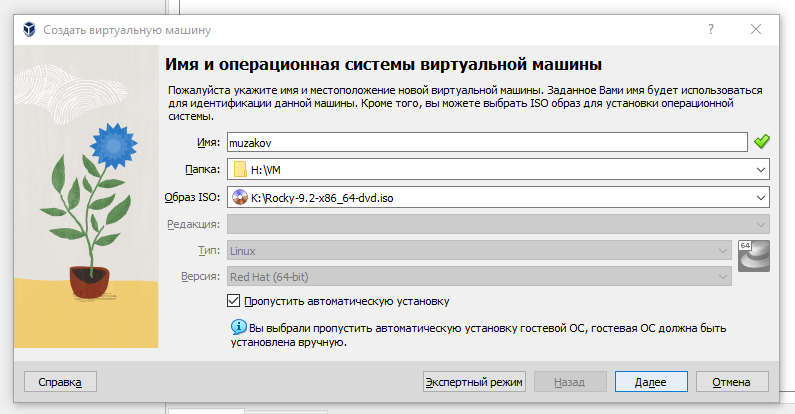 Создать виртуальную машину
Имя и операционная системы виртуальной машины
Пожалуйста укажите имя и местоположение новой виртуальной машины. Заданное Вами имя будет использоваться
для идентификации данной машины. Кроме того, вы можете выбрать ISO образ для установки операционной
системы.
Имя: muzakov
Папка: H:\VM
Образ ISO: K:\Rocky-9.2-x86_64-dvd.iso
Редакция:
Тип: Linux
64
Версия: Red Hat (64-bit)
Пропустить автоматическую установку
Вы выбрали пропустить автоматическую установку гостевой ОС, гостевая ОС должна быть
установлена вручную.
Справка Экспертный режим Назад Далее Отмена